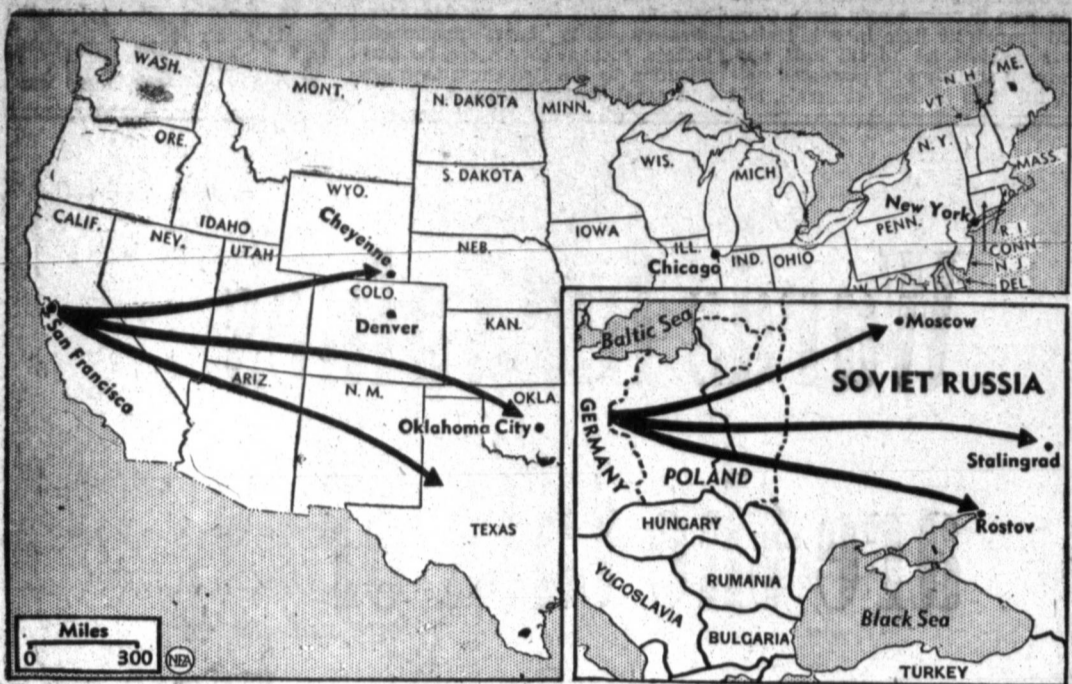 WASH.
MONT.
N. DAKOTA
MINN.
N. H.
ME.
VT.
ORE.
N. Y.
MASS.
WIS.
MICH
S. DAKOTA
WYO.
IDAHO
Cheyenne
CALIF.
NEV.
UTAH
NEB.
IOWA
ILL.
IND.
OHIO
PENN.
New York
R. I.
CONN
N. J.
DEL.
Chicago
COLO.
Denver
KAN.
San Francisco
ARIZ.
N. M.
OKLA.
Oklahoma City
TEXAS
Miles
0 300
NEA
Baltic Sea
Moscow
SOVIET RUSSIA
GERMANY
Stalingrad
POLAND
Rostov
HUNGARY
RUMANIA
YUGOSLAVIA
Black Sea
BULGARIA
TURKEY